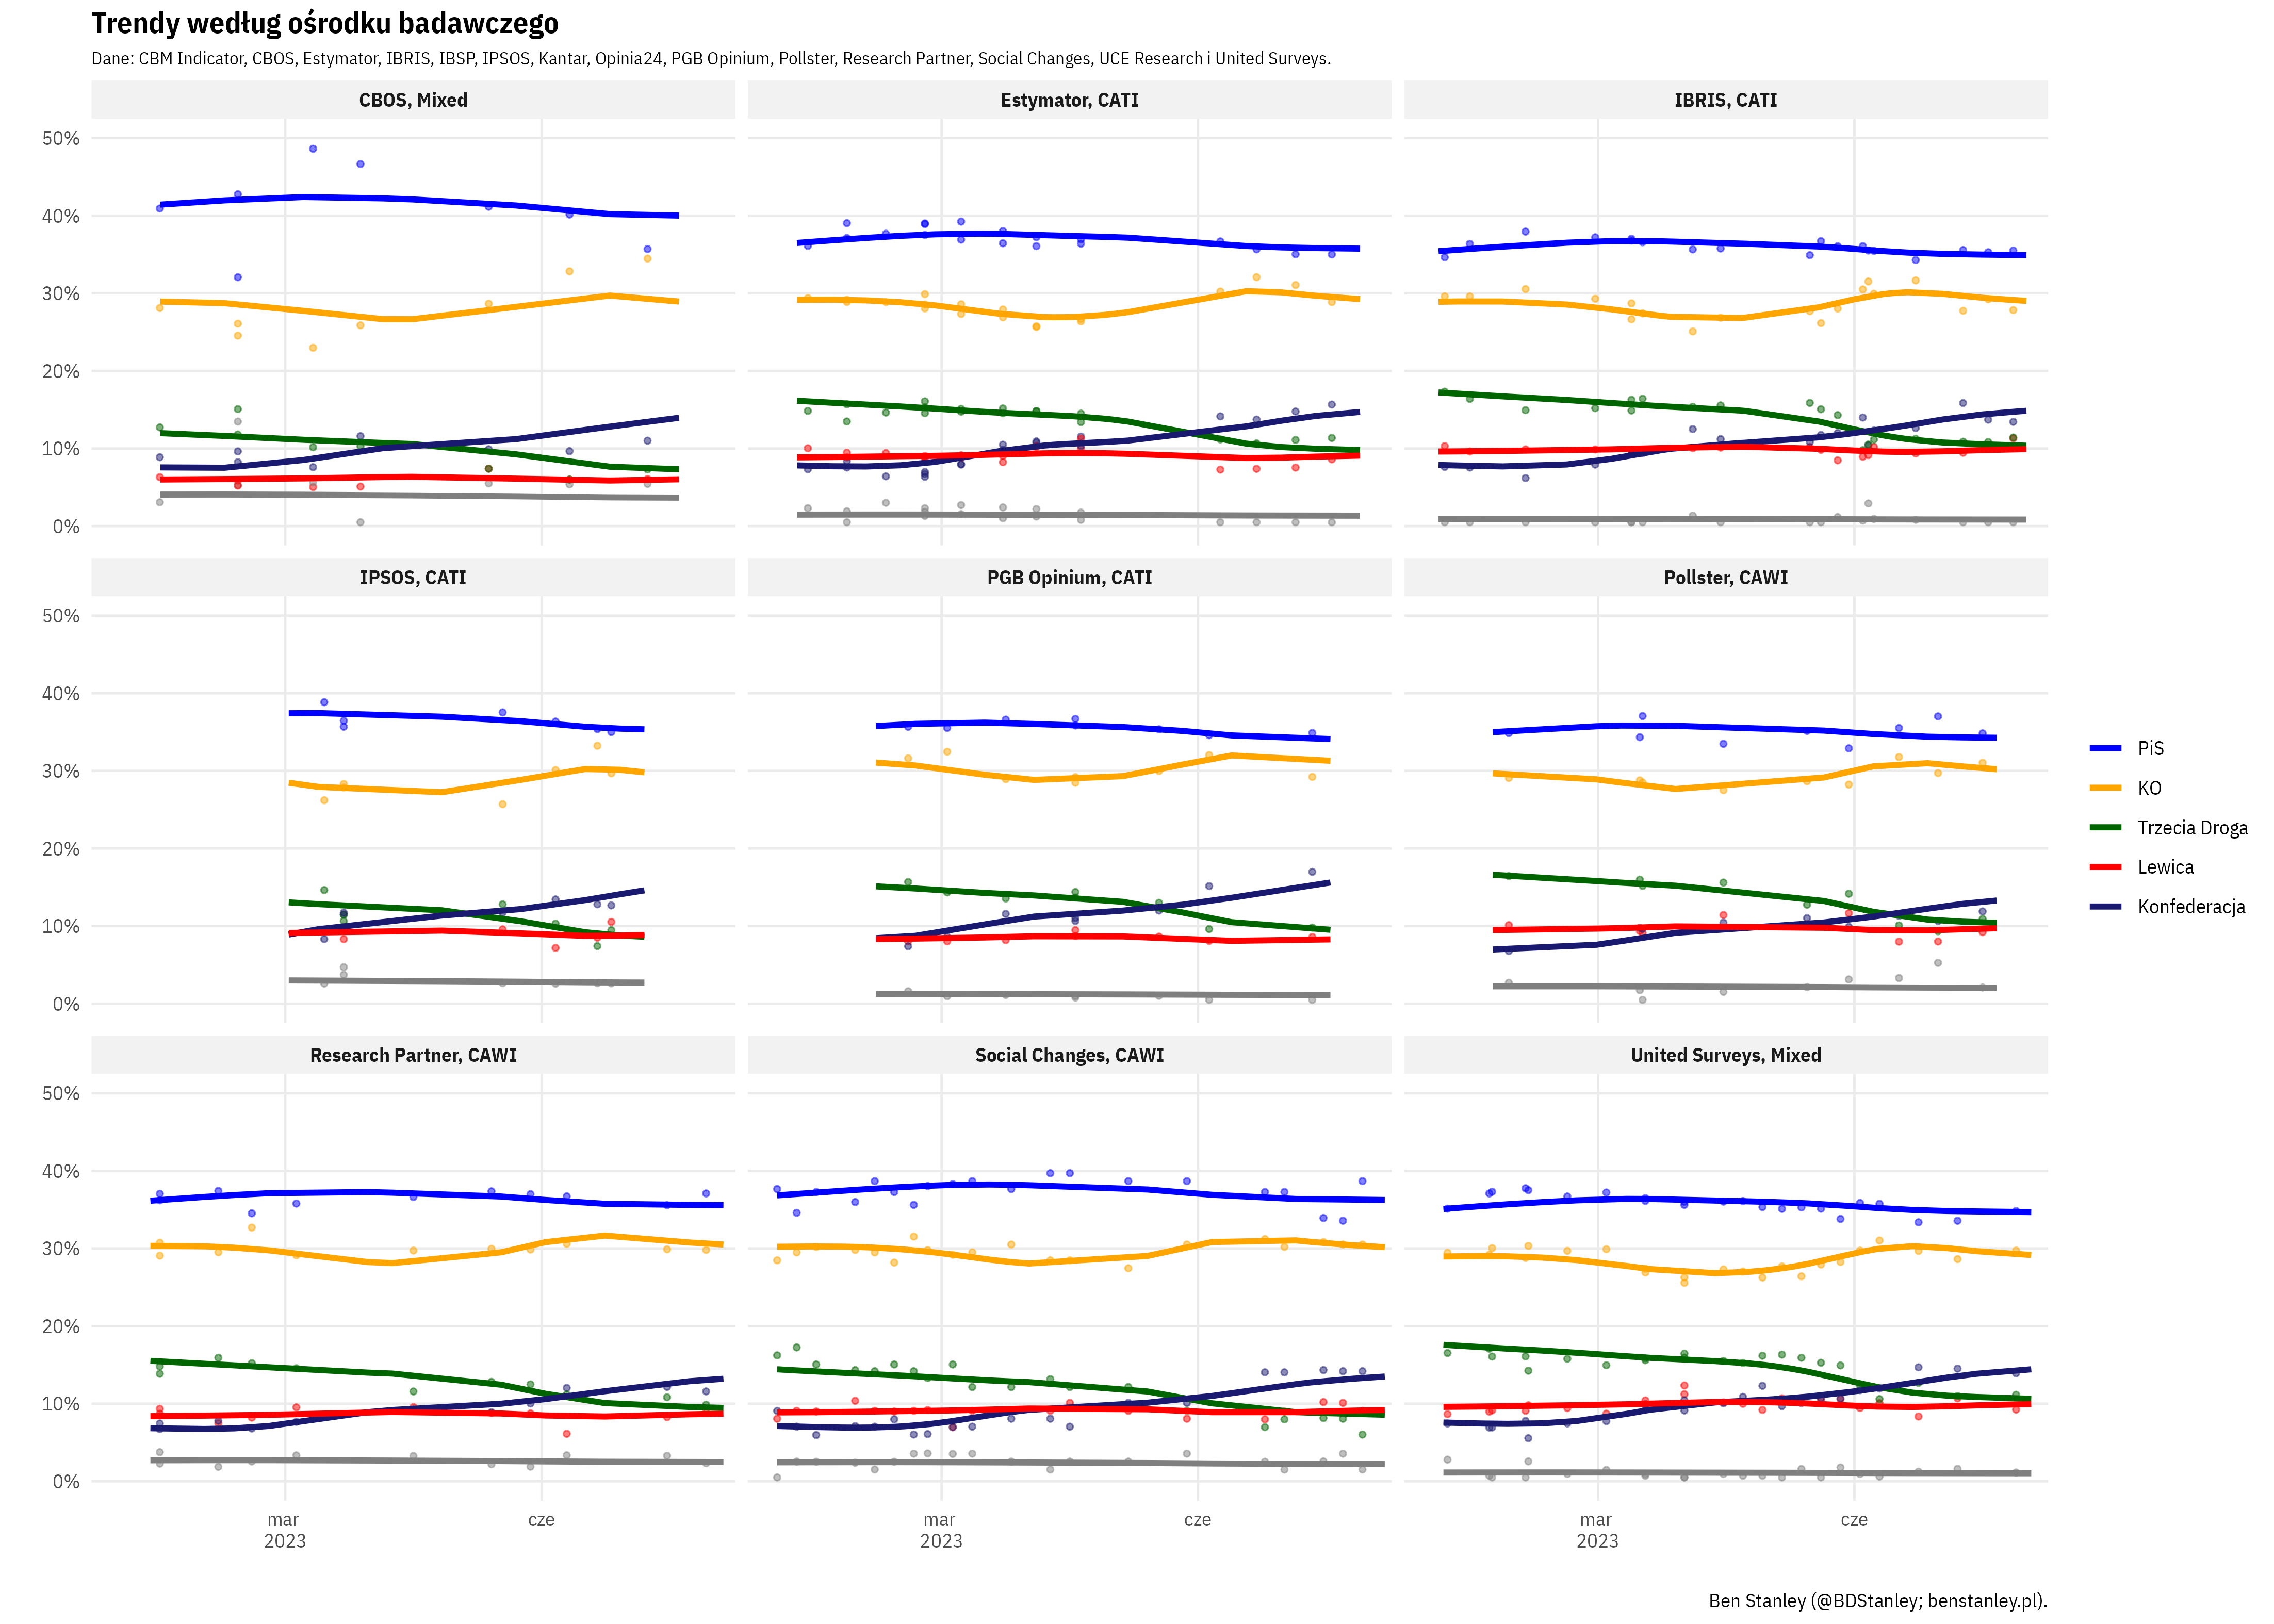 Trendy według ośrodku badawczego
Dane: CBM Indicator, CBOS, Estymator, IBRIS, IBSP, IPSOS, Kantar, Opinia24, PGB Opinium, Pollster, Research Partner, Social Changes, UCE Research i United Surveys.
CBOS, Mixed
Estymator, CATI
IBRIS, CATI
50%
40%
30%
20%
10%
0%
IPSOS, CATI
PGB Opinium, CATI
Pollster, CAWI
50%
40%
30%
20%
10%
0%
PiS
KO
Trzecia Droga
Lewica
Konfederacja
Research Partner, CAWI
Social Changes, CAWI
United Surveys, Mixed
50%
40%
30%
20%
10%
0%
mar
2023
cze
mar
2023
cze
mar
2023
cze
Ben Stanley (@BDStanley; benstanley.pl).